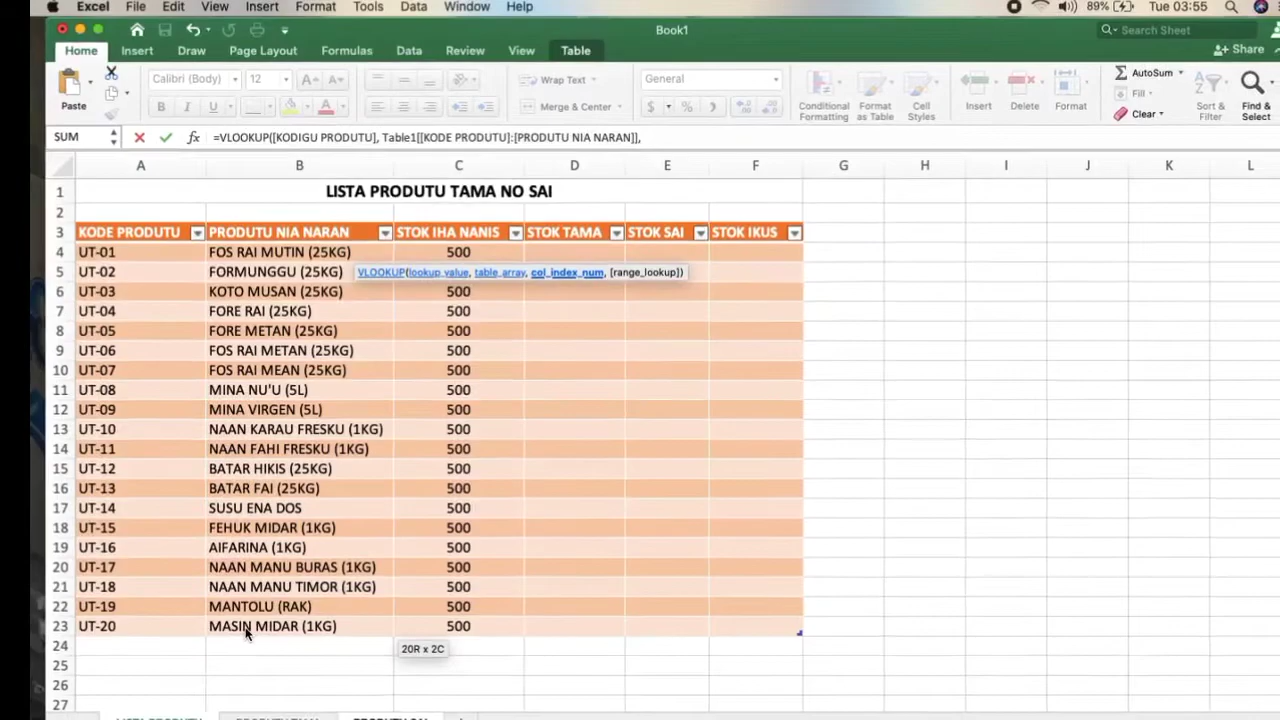 Excel File Edit View Insert Format Tools Data Window Help 89% Tue 03:55
Book1 Search Sheet
Home Insert Draw Page Layout Formulas Data Review View Table Share
Calibri (Body) 12 Wrap Text General AutoSum
Fill
Paste Merge & Center Conditional Formatting Format as Table Cell Styles Insert Delete Format Clear Sort & Filter Find & Select
SUM fx =VLOOKUP([KODIGU PRODUTU], Table1[[KODE PRODUTU]:[PRODUTU NIA NARAN]],
A B C D E F G H I J K L
1 LISTA PRODUTU TAMA NO SAI
2
3 KODE PRODUTU PRODUTU NIA NARAN STOK IHA NANIS STOK TAMA STOK SAI STOK IKUS
4 UT-01 FOS RAI MUTIN (25KG) 500
5 UT-02 FORMUNGGU (25KG) VLOOKUP(lookup_value, table_array, col_index_num, [range_lookup])
6 UT-03 KOTO MUSAN (25KG) 500
7 UT-04 FORE RAI (25KG) 500
8 UT-05 FORE METAN (25KG) 500
9 UT-06 FOS RAI METAN (25KG) 500
10 UT-07 FOS RAI MEAN (25KG) 500
11 UT-08 MINA NU'U (5L) 500
12 UT-09 MINA VIRGEN (5L) 500
13 UT-10 NAAN KARAU FRESKU (1KG) 500
14 UT-11 NAAN FAHI FRESKU (1KG) 500
15 UT-12 BATAR HIKIS (25KG) 500
16 UT-13 BATAR FAI (25KG) 500
17 UT-14 SUSU ENA DOS 500
18 UT-15 FEHUK MIDAR (1KG) 500
19 UT-16 AIFARINA (1KG) 500
20 UT-17 NAAN MANU BURAS (1KG) 500
21 UT-18 NAAN MANU TIMOR (1KG) 500
22 UT-19 MANTOLU (RAK) 500
23 UT-20 MASIN MIDAR (1KG) 500
24 20R x 2C
25
26
27